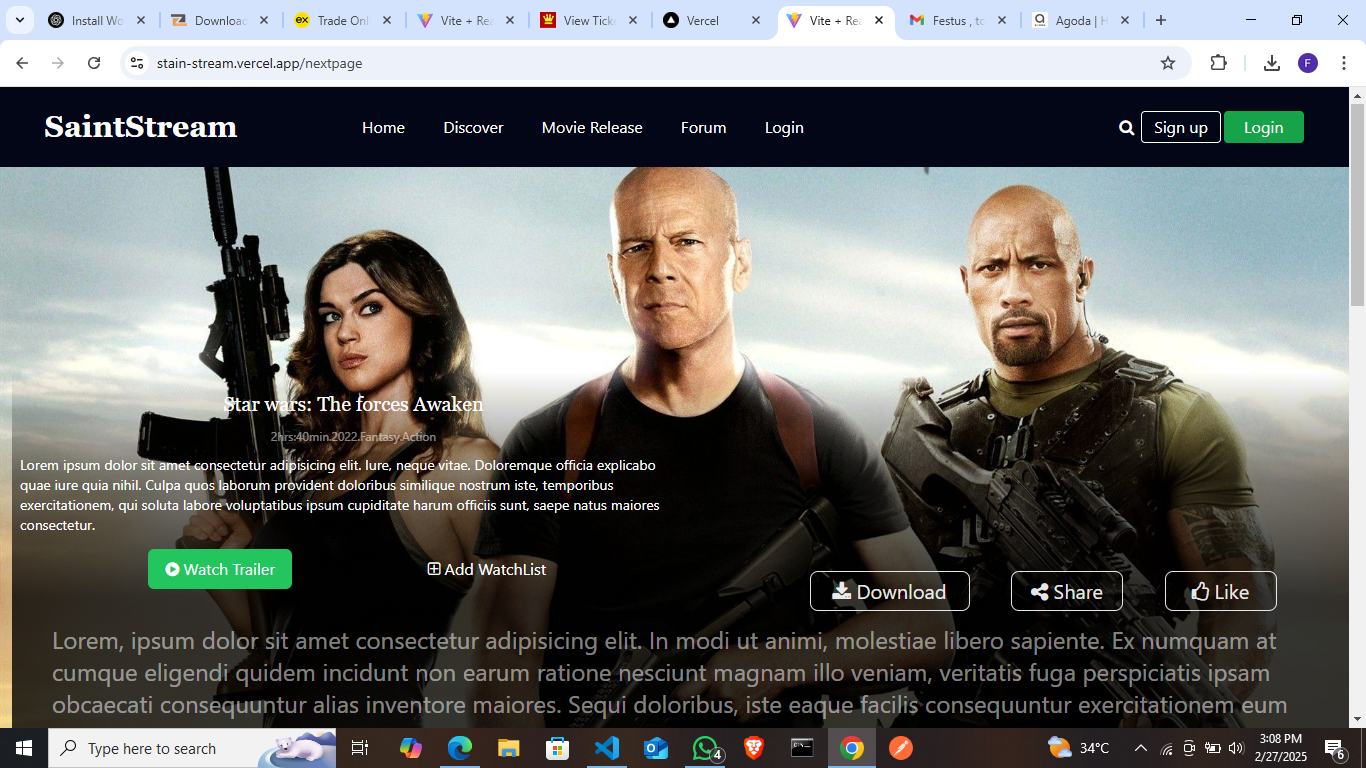 Install Wo
Download
Trade Onl
Vite + Rea
View Ticke
Vercel
Vite + Rea
Festus , to
Agoda | H
stain-stream.vercel.app/nextpage
F
SaintStream
Home
Discover
Movie Release
Forum
Login
Sign up
Login
Star wars: The forces Awaken
2hrs:40min.2022.Fantasy.Action
Lorem ipsum dolor sit amet consectetur adipisicing elit. Iure, neque vitae. Doloremque officia explicabo
quae iure quia nihil. Culpa quos laborum provident doloribus similique nostrum iste, temporibus
exercitationem, qui soluta labore voluptatibus ipsum cupiditate harum officiis sunt, saepe natus maiores
consectetur.
Watch Trailer
Add WatchList
Download
Share
Like
Lorem, ipsum dolor sit amet consectetur adipisicing elit. In modi ut animi, molestiae libero sapiente. Ex numquam at
cumque eligendi quidem incidunt non earum ratione nesciunt magnam illo veniam, veritatis fuga perspiciatis ipsam
obcaecati consequuntur alias inventore maiores. Sequi doloribus, iste eaque facilis consequuntur exercitationem eum
Type here to search
4
34°C
3:08 PM
2/27/2025
6